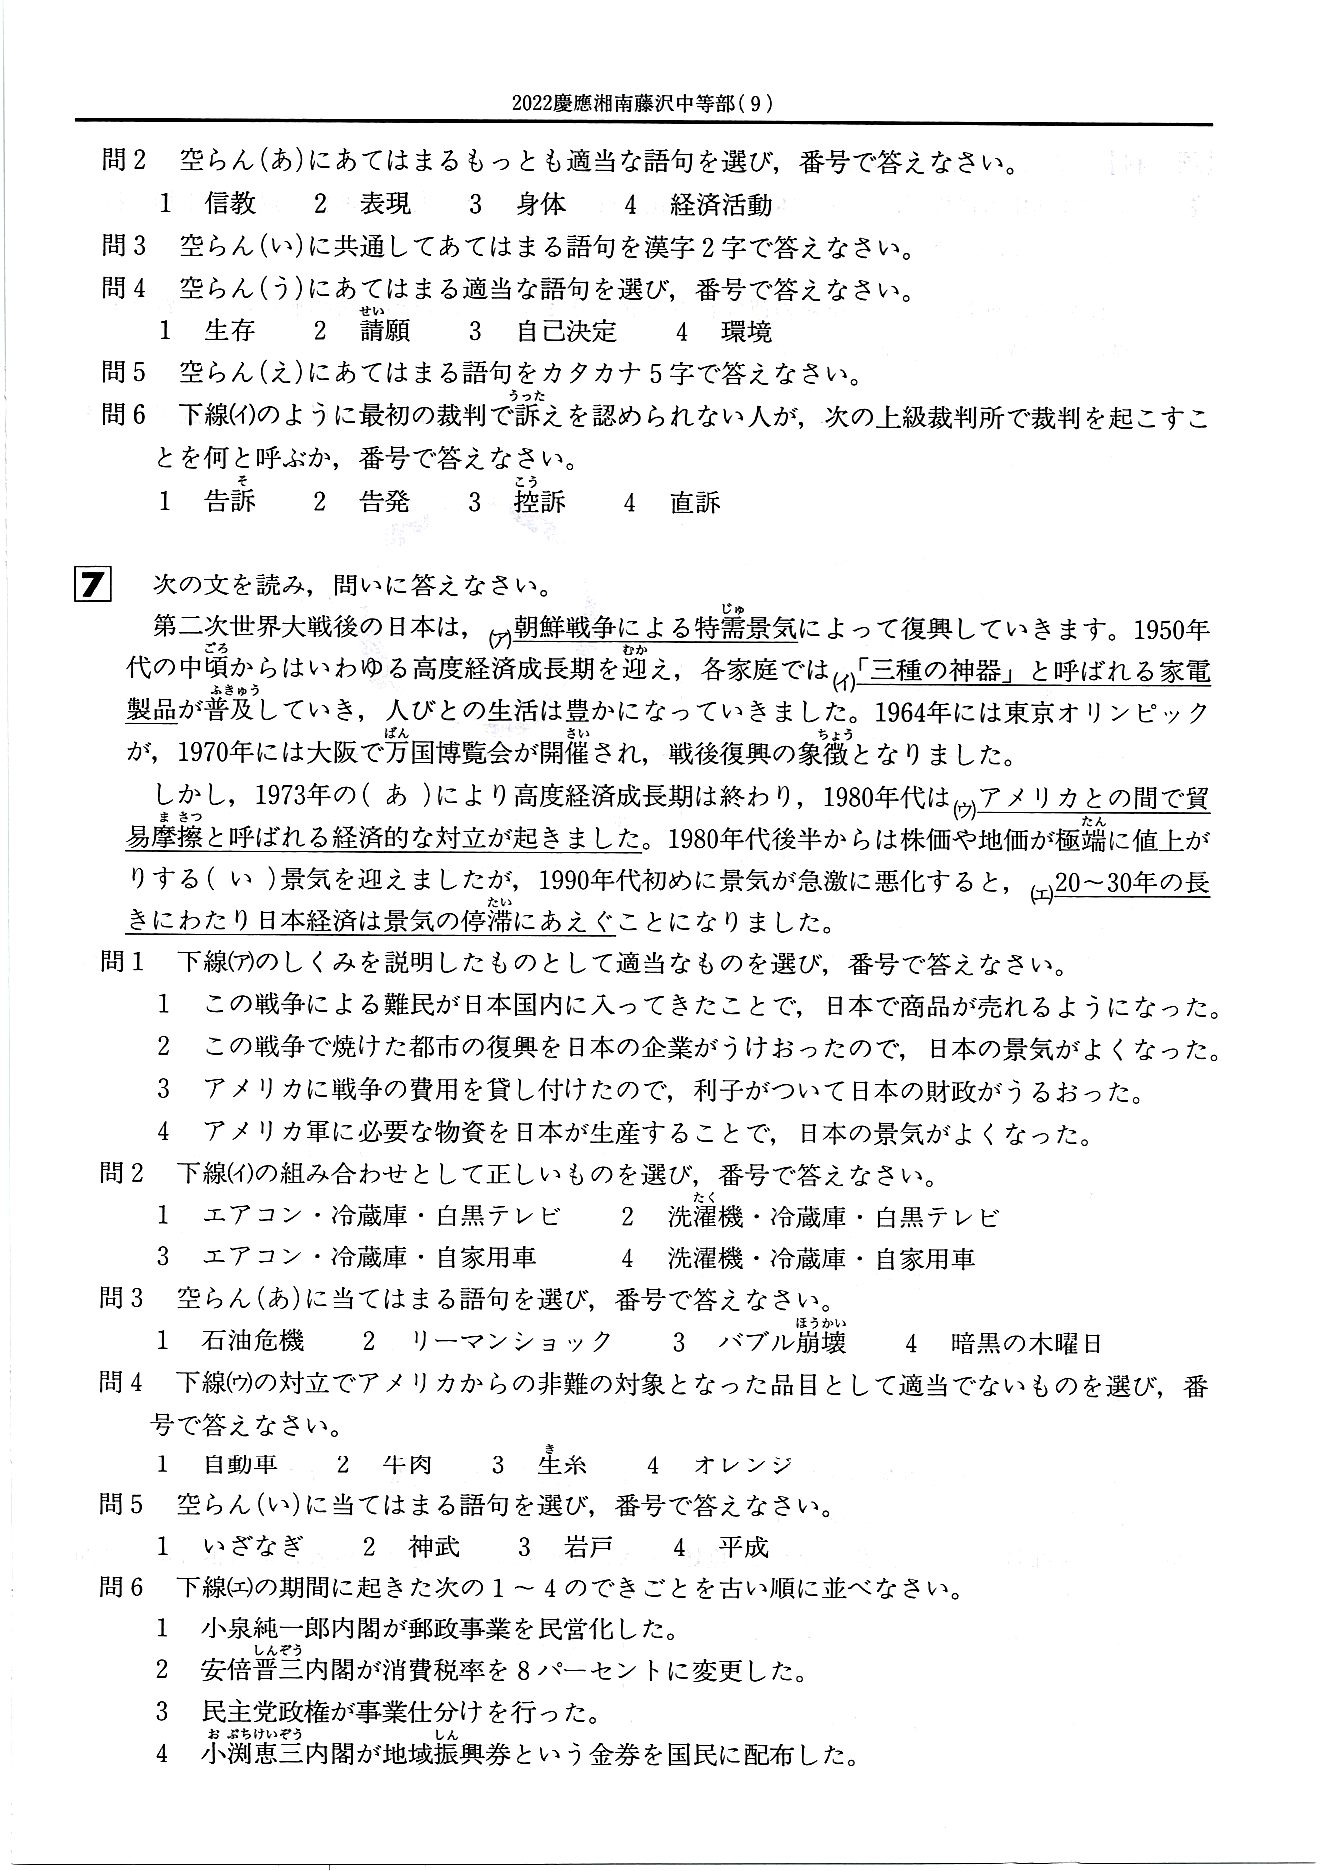 2022慶應湘南藤沢中等部(9)
問2 空らん(あ)にあてはまるもっとも適当な語句を選び，番号で答えなさい。
1 信教 2 表現 3 身体 4 経済活動
問3 空らん(い)に共通してあてはまる語句を漢字2字で答えなさい。
問4 空らん(う)にあてはまる適当な語句を選び，番号で答えなさい。
せい
1 生存 2 請願 3 自己決定 4 環境
問5 空らん(え)にあてはまる語句をカタカナ5字で答えなさい。
うった
問6 下線(イ)のように最初の裁判で訴えを認められない人が，次の上級裁判所で裁判を起こすこ
とを何と呼ぶか，番号で答えなさい。
そ こう
1 告訴 2 告発 3 控訴 4 直訴
7 次の文を読み，問いに答えなさい。
じゅ
第二次世界大戦後の日本は，(ア)朝鮮戦争による特需景気によって復興していきます。1950年
ごろ むか
代の中頃からはいわゆる高度経済成長期を迎え，各家庭では(イ)「三種の神器」と呼ばれる家電
ふきゅう
製品が普及していき，人びとの生活は豊かになっていきました。1964年には東京オリンピック
ばん さい ちょう
が，1970年には大阪で万国博覧会が開催され，戦後復興の象徴となりました。
しかし，1973年の( あ )により高度経済成長期は終わり，1980年代は(ウ)アメリカとの間で貿
まさつ たん
易摩擦と呼ばれる経済的な対立が起きました。1980年代後半からは株価や地価が極端に値上が
りする( い )景気を迎えましたが，1990年代初めに景気が急激に悪化すると，(エ)20～30年の長
たい
きにわたり日本経済は景気の停滞にあえぐことになりました。
問1 下線(ア)のしくみを説明したものとして適当なものを選び，番号で答えなさい。
1 この戦争による難民が日本国内に入ってきたことで，日本で商品が売れるようになった。
2 この戦争で焼けた都市の復興を日本の企業がうけおったので，日本の景気がよくなった。
3 アメリカに戦争の費用を貸し付けたので，利子がついて日本の財政がうるおった。
4 アメリカ軍に必要な物資を日本が生産することで，日本の景気がよくなった。
問2 下線(イ)の組み合わせとして正しいものを選び，番号で答えなさい。
たく
1 エアコン・冷蔵庫・白黒テレビ 2 洗濯機・冷蔵庫・白黒テレビ
3 エアコン・冷蔵庫・自家用車 4 洗濯機・冷蔵庫・自家用車
問3 空らん(あ)に当てはまる語句を選び，番号で答えなさい。
ほうかい
1 石油危機 2 リーマンショック 3 バブル崩壊 4 暗黒の木曜日
問4 下線(ウ)の対立でアメリカからの非難の対象となった品目として適当でないものを選び，番
号で答えなさい。
き
1 自動車 2 牛肉 3 生糸 4 オレンジ
問5 空らん(い)に当てはまる語句を選び，番号で答えなさい。
1 いざなぎ 2 神武 3 岩戸 4 平成
問6 下線(エ)の期間に起きた次の1～4のできごとを古い順に並べなさい。
1 小泉純一郎内閣が郵政事業を民営化した。
しんぞう
2 安倍晋三内閣が消費税率を8パーセントに変更した。
3 民主党政権が事業仕分けを行った。
おぶちけいぞう しん
4 小渕恵三内閣が地域振興券という金券を国民に配布した。